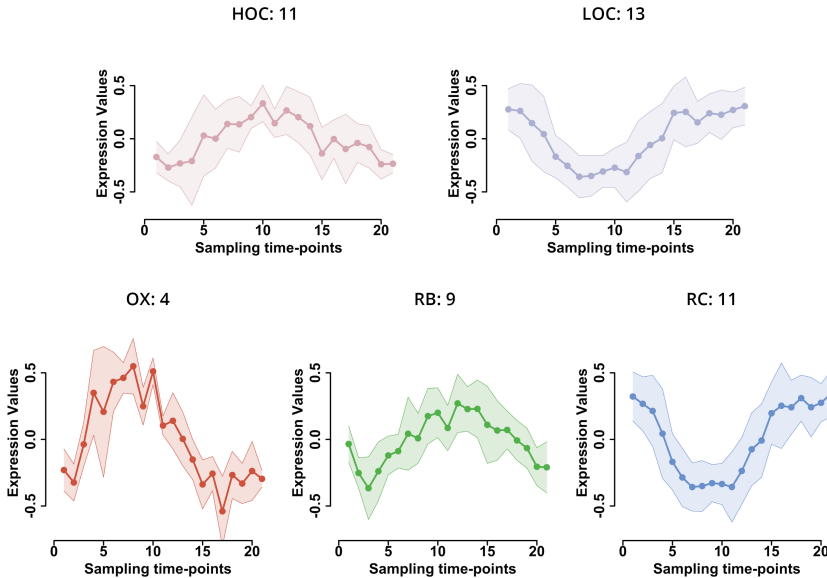 HOC: 11
LOC: 13
Expression Values
0.5
0.0
-0.5
0 5 10 15 20
Sampling time-points
Expression Values
0.5
0.0
-0.5
0 5 10 15 20
Sampling time-points
OX: 4
RB: 9
RC: 11
Expression Values
0.5
0.0
-0.5
0 5 10 15 20
Sampling time-points
Expression Values
0.5
0.0
-0.5
0 5 10 15 20
Sampling time-points
Expression Values
0.5
0.0
-0.5
0 5 10 15 20
Sampling time-points